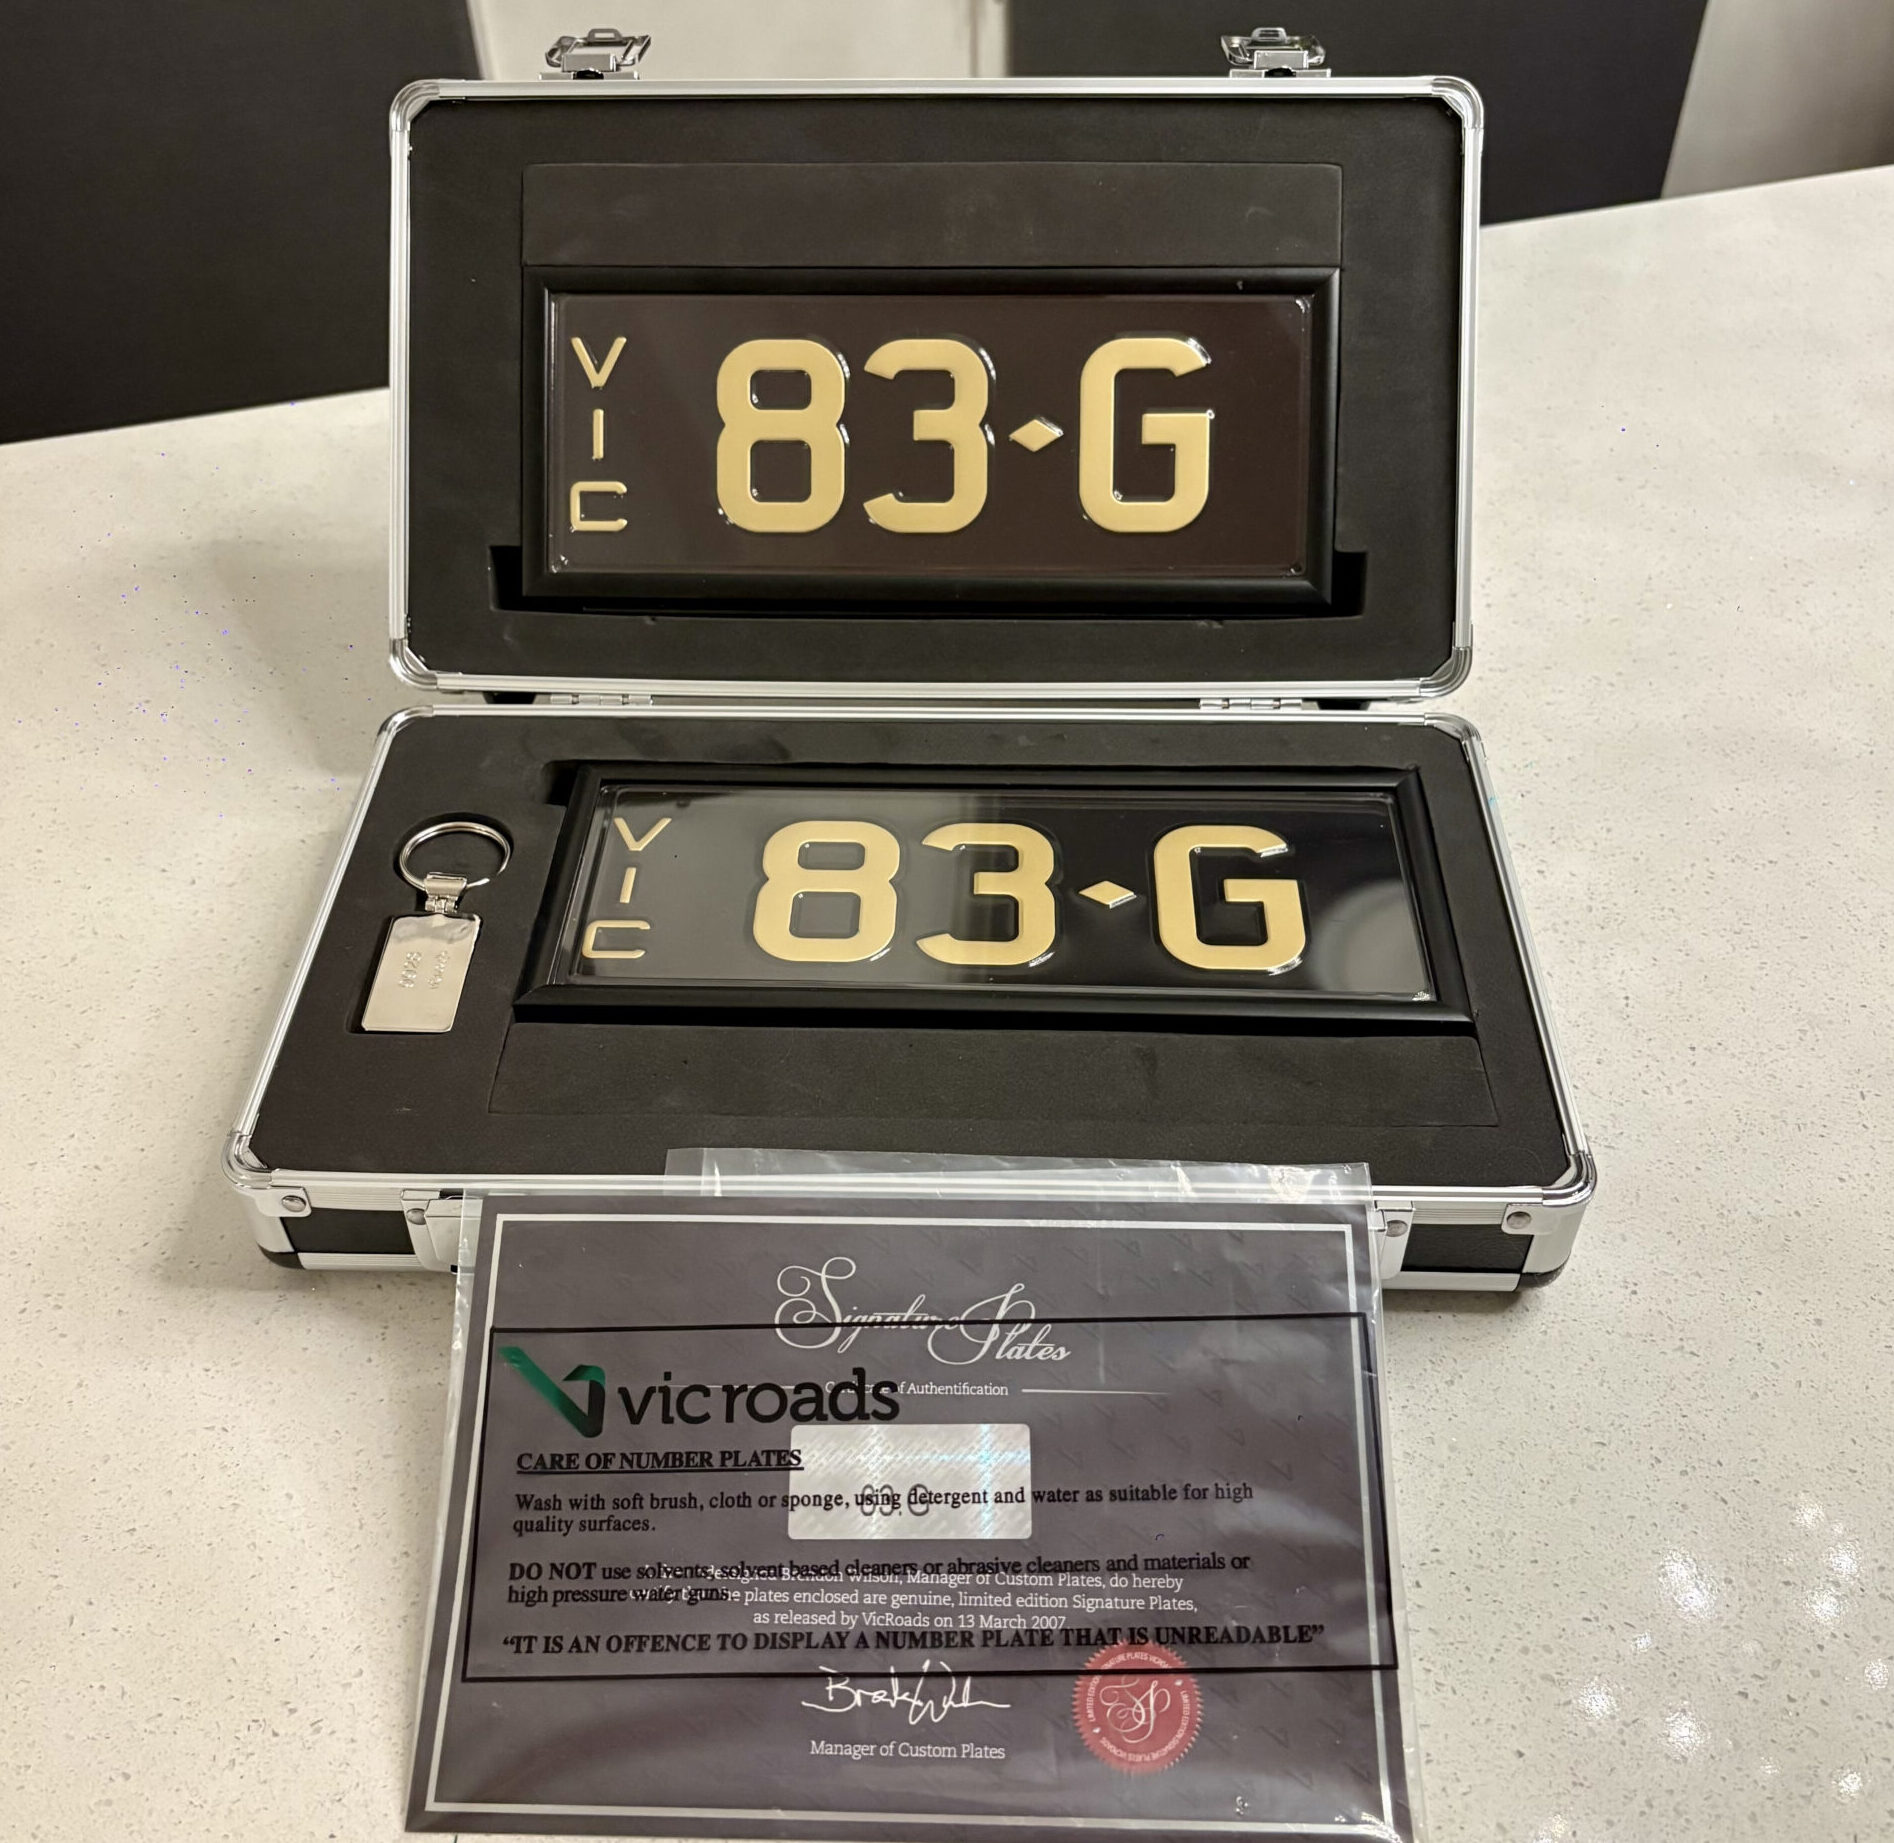 VIC
83◆G
VIC
83◆G
Signature Plates
Certificate of Authentification
vicroads
CARE OF NUMBER PLATES
83.G
Wash with soft brush, cloth or sponge, using detergent and water as suitable for high
quality surfaces.
DO NOT use solvents, solvent based cleaners or abrasive cleaners and materials or
high pressure water guns.
Brendon Wilson, Manager of Custom Plates, do hereby
plates enclosed are genuine, limited edition Signature Plates,
as released by VicRoads on 13 March 2007.
“IT IS AN OFFENCE TO DISPLAY A NUMBER PLATE THAT IS UNREADABLE”
Manager of Custom Plates